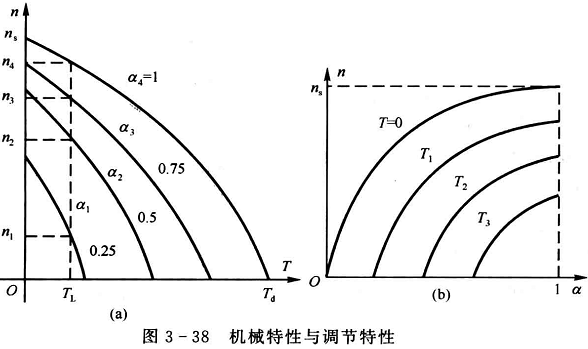 n
n_s
n_4
n_3
n_2
n_1
α_4=1
α_3
0.75
α_2
0.5
α_1
0.25
O
T_L
T_d
T
(a)
n
n_s
T=0
T_1
T_2
T_3
O
1
α
(b)
图 3-38 机械特性与调节特性